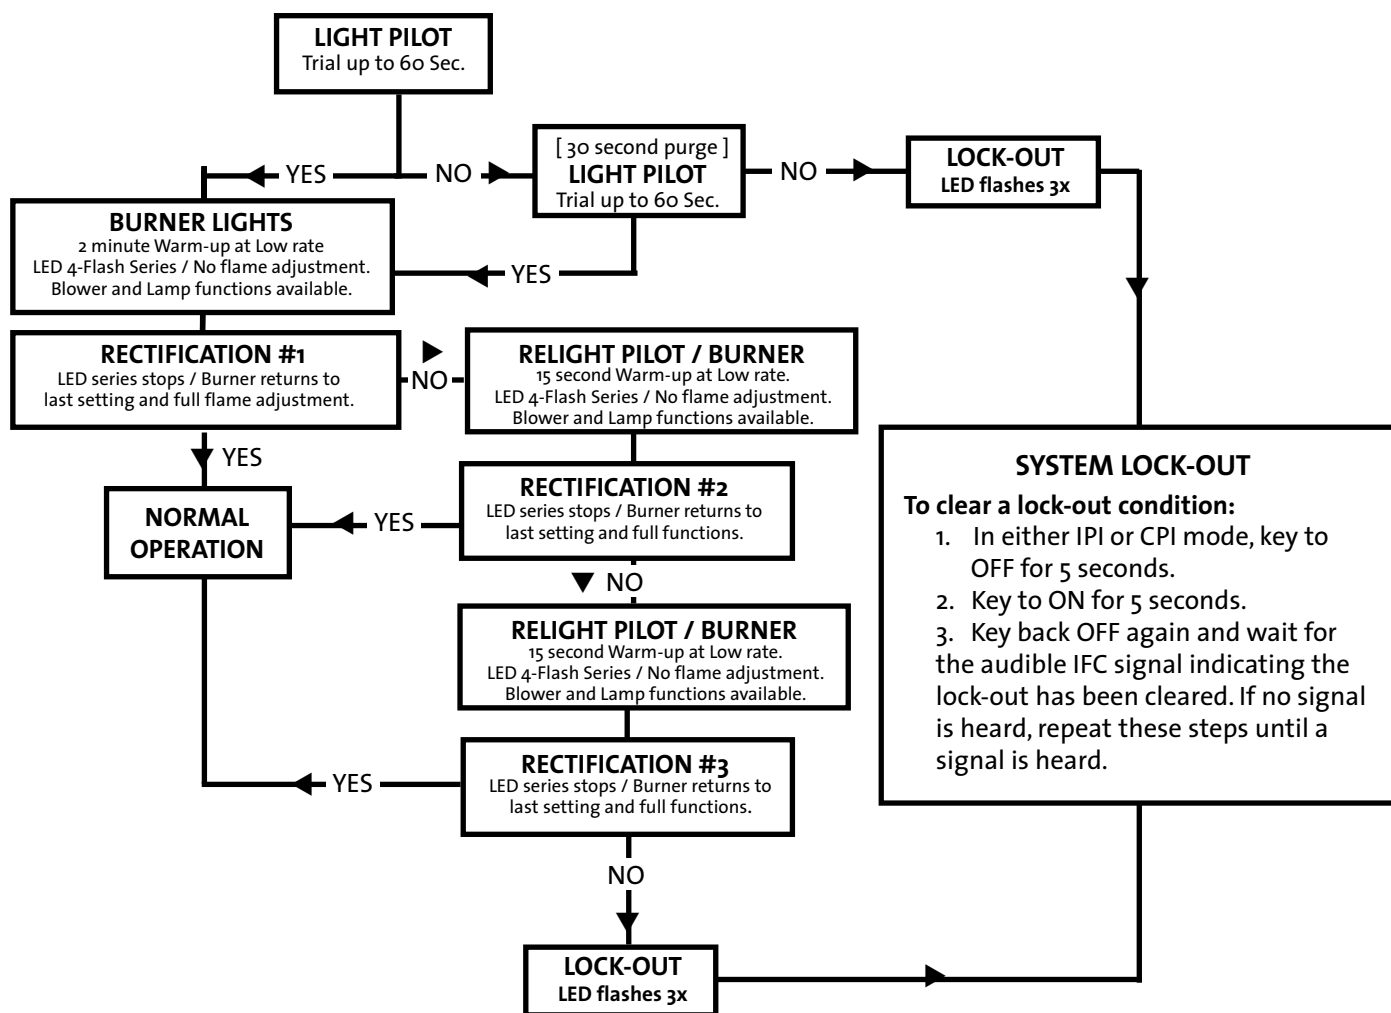 LIGHT PILOT
Trial up to 60 Sec.
YES
NO
[ 30 second purge ]
LIGHT PILOT
Trial up to 60 Sec.
NO
LOCK-OUT
LED flashes 3x
BURNER LIGHTS
2 minute Warm-up at Low rate
LED 4-Flash Series / No flame adjustment.
Blower and Lamp functions available.
YES
RECTIFICATION #1
LED series stops / Burner returns to
last setting and full flame adjustment.
NO
RELIGHT PILOT / BURNER
15 second Warm-up at Low rate.
LED 4-Flash Series / No flame adjustment.
Blower and Lamp functions available.
YES
NORMAL
OPERATION
YES
RECTIFICATION #2
LED series stops / Burner returns to
last setting and full functions.
NO
RELIGHT PILOT / BURNER
15 second Warm-up at Low rate.
LED 4-Flash Series / No flame adjustment.
Blower and Lamp functions available.
YES
RECTIFICATION #3
LED series stops / Burner returns to
last setting and full functions.
NO
LOCK-OUT
LED flashes 3x
SYSTEM LOCK-OUT
To clear a lock-out condition:
1. In either IPI or CPI mode, key to
OFF for 5 seconds.
2. Key to ON for 5 seconds.
3. Key back OFF again and wait for
the audible IFC signal indicating the
lock-out has been cleared. If no signal
is heard, repeat these steps until a
signal is heard.